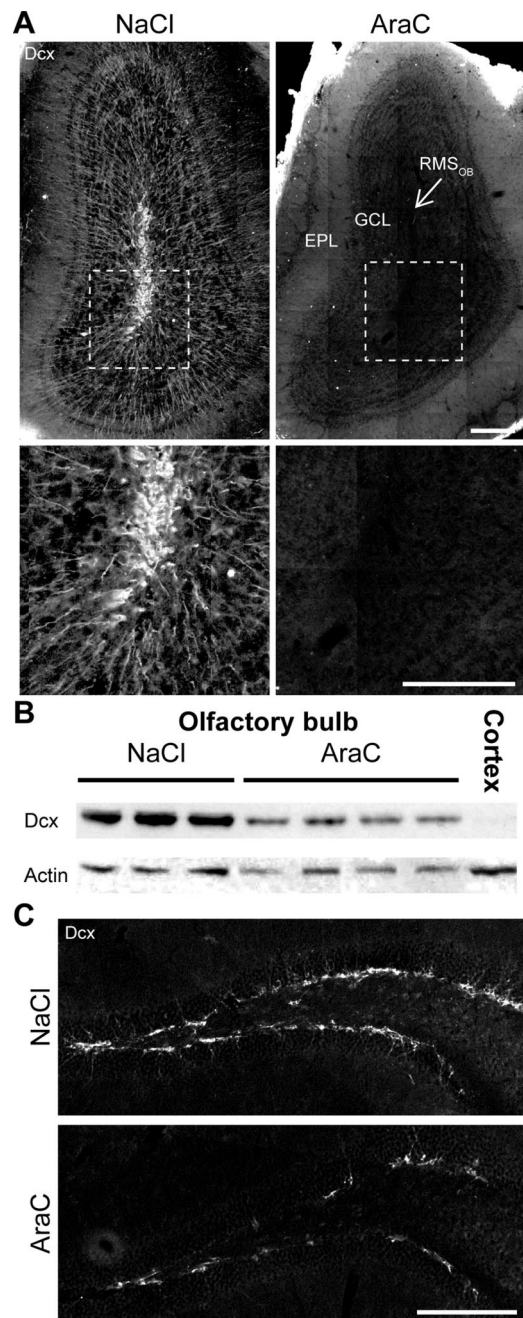 A
NaCl
AraC
Dcx
RMS OB
GCL
EPL
B
Olfactory bulb
NaCl
AraC
Cortex
Dcx
Actin
C
Dcx
NaCl
AraC